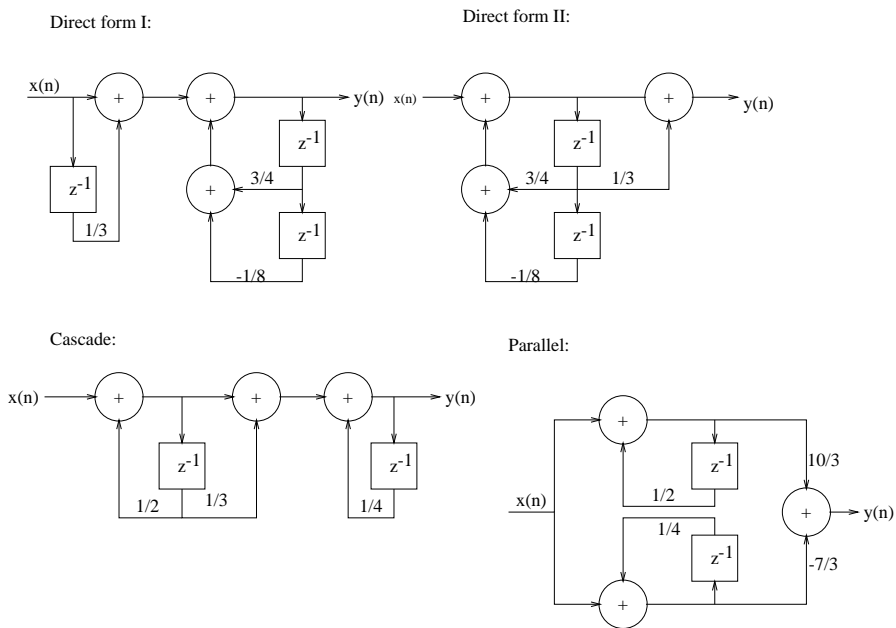 Direct form I:
x(n)
+
+
y(n)
z-1
z-1
1/3
+
3/4
z-1
-1/8
Direct form II:
x(n)
+
+
y(n)
z-1
+
3/4
1/3
z-1
-1/8
Cascade:
x(n)
+
+
+
y(n)
z-1
z-1
1/2
1/3
1/4
Parallel:
+
z-1
10/3
1/2
x(n)
+
y(n)
1/4
z-1
-7/3
+